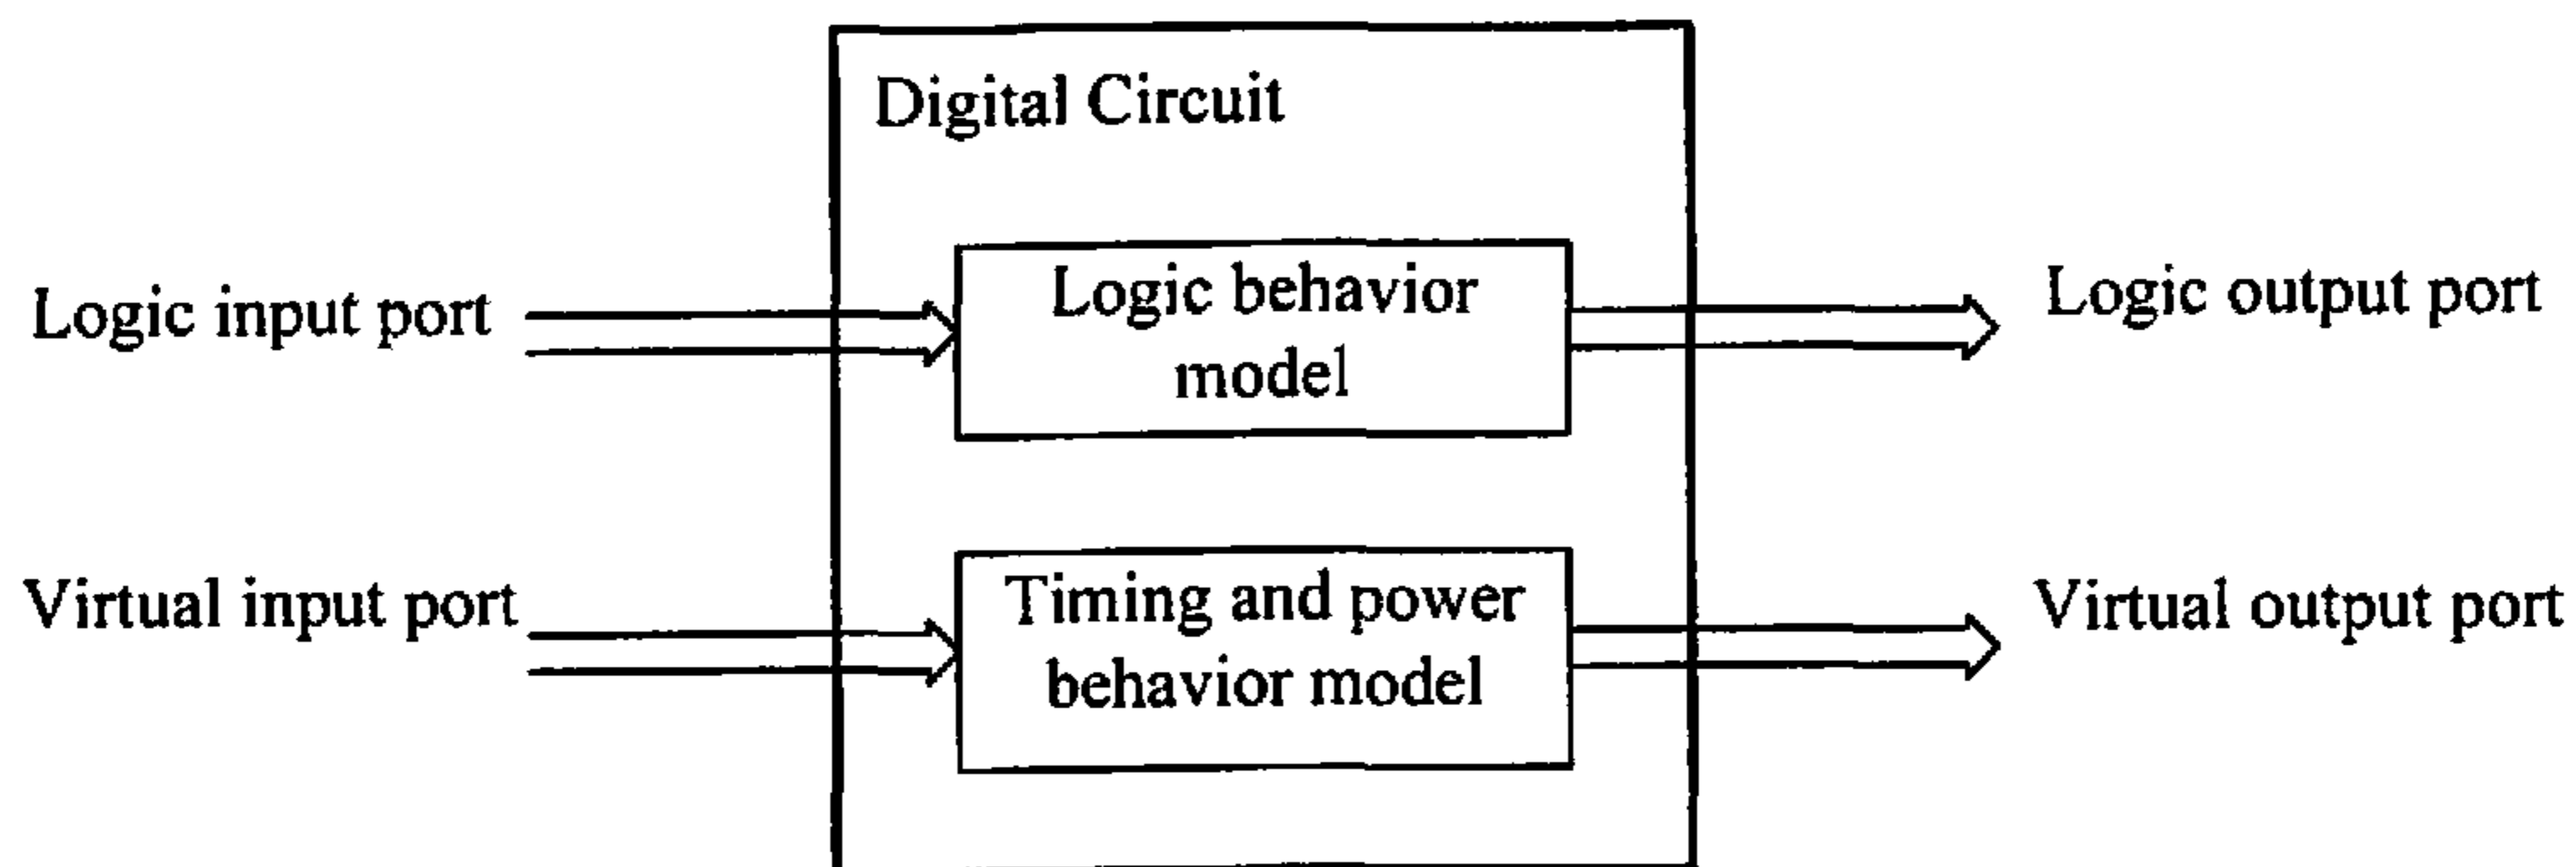 Digital Circuit
Logic input port
Logic behavior
model
Logic output port
Virtual input port
Timing and power
behavior model
Virtual output port